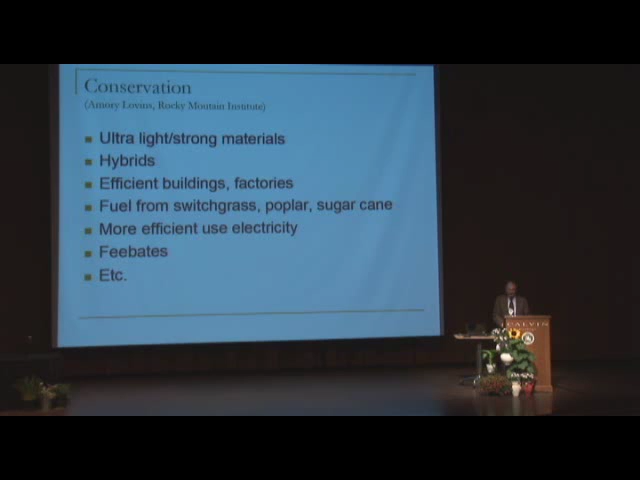 Conservation
(Amory Lovins, Rocky Moutain Institute)
Ultra light/strong materials
Hybrids
Efficient buildings, factories
Fuel from switchgrass, poplar, sugar cane
More efficient use electricity
Feebates
Etc.
CALVIN